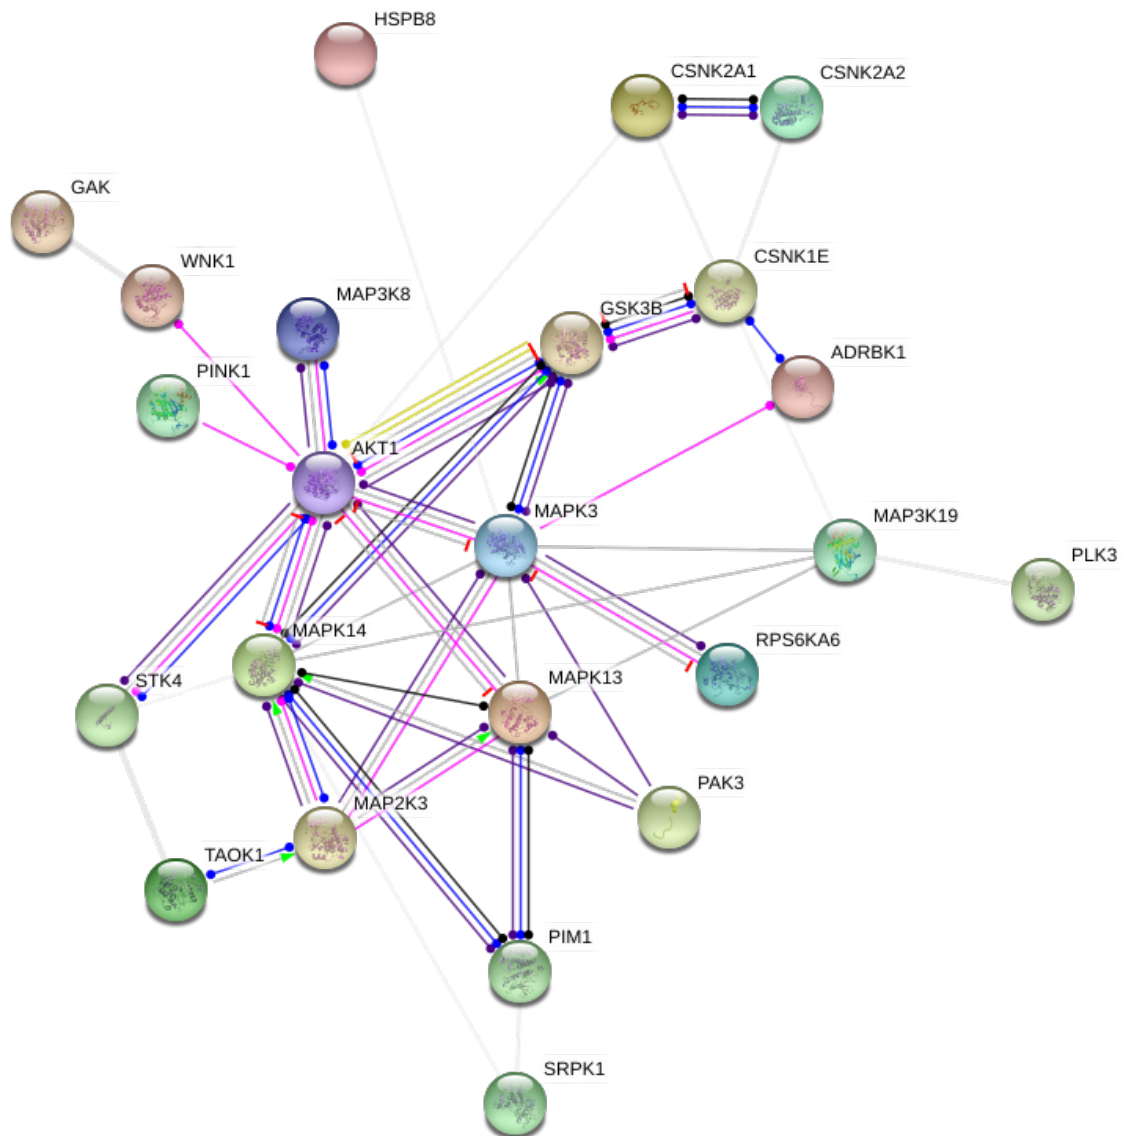 HSPB8
CSNK2A1
CSNK2A2
GAK
WNK1
CSNK1E
MAP3K8
GSK3B
PINK1
ADRBK1
AKT1
MAPK3
MAP3K19
PLK3
MAPK14
RPS6KA6
STK4
MAPK13
PAK3
MAP2K3
TAOK1
PIM1
SRPK1